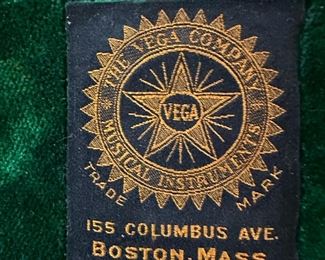 THE VEGA COMPANY
VEGA
MUSICAL INSTRUMENTS
TRADE MARK
155 COLUMBUS AVE.
BOSTON, MASS